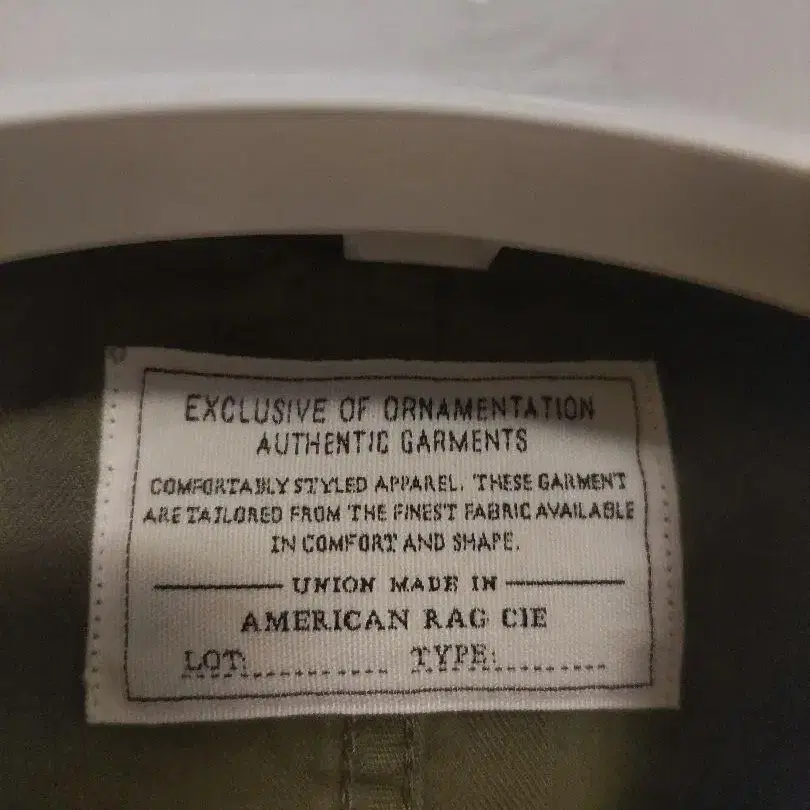 EXCLUSIVE OF ORNAMENTATION
AUTHENTIC GARMENTS
COMFORTABLY STYLED APPAREL. THESE GARMENT
ARE TAILORED FROM THE FINEST FABRIC AVAILABLE
IN COMFORT AND SHAPE.
UNION MADE IN
AMERICAN RAG CIE
LOT: TYPE: